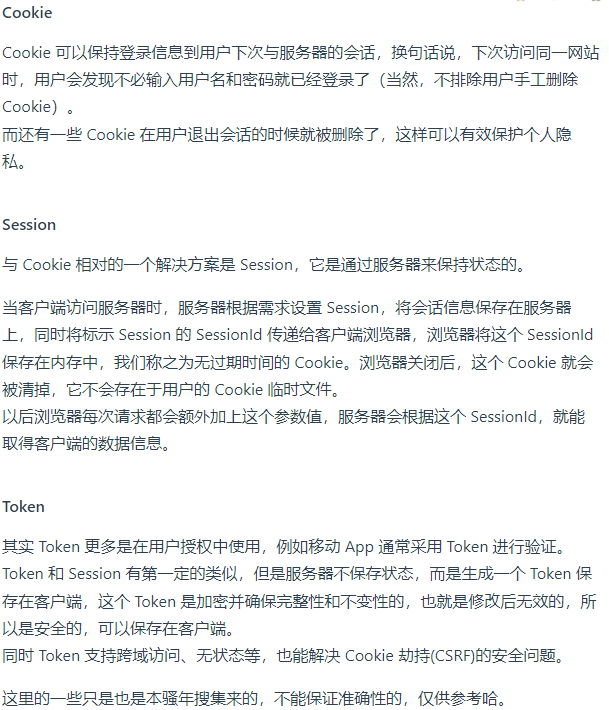 Cookie
Cookie 可以保持登录信息到用户下次与服务器的会话，换句话说，下次访问同一网站
时，用户会发现不必输入用户名和密码就已经登录了（当然，不排除用户手工删除
Cookie）。
而还有一些 Cookie 在用户退出会话的时候就被删除了，这样可以有效保护个人隐
私。
Session
与 Cookie 相对的一个解决方案是 Session，它是通过服务器来保持状态的。
当客户端访问服务器时，服务器根据需求设置 Session，将会话信息保存在服务器
上，同时将标示 Session 的 SessionId 传递给客户端浏览器，浏览器将这个 SessionId
保存在内存中，我们称之为无过期时间的 Cookie。浏览器关闭后，这个 Cookie 就会
被清掉，它不会存在于用户的 Cookie 临时文件。
以后浏览器每次请求都会额外加上这个参数值，服务器会根据这个 SessionId，就能
取得客户端的数据信息。
Token
其实 Token 更多是在用户授权中使用，例如移动 App 通常采用 Token 进行验证。
Token 和 Session 有第一定的类似，但是服务器不保存状态，而是生成一个 Token 保
存在客户端，这个 Token 是加密并确保完整性和不变性的，也就是修改后无效的，所
以是安全的，可以保存在客户端。
同时 Token 支持跨域访问、无状态等，也能解决 Cookie 劫持(CSRF)的安全问题。
这里的一些只是也是本骚年搜集来的，不能保证准确性的，仅供参考哈。